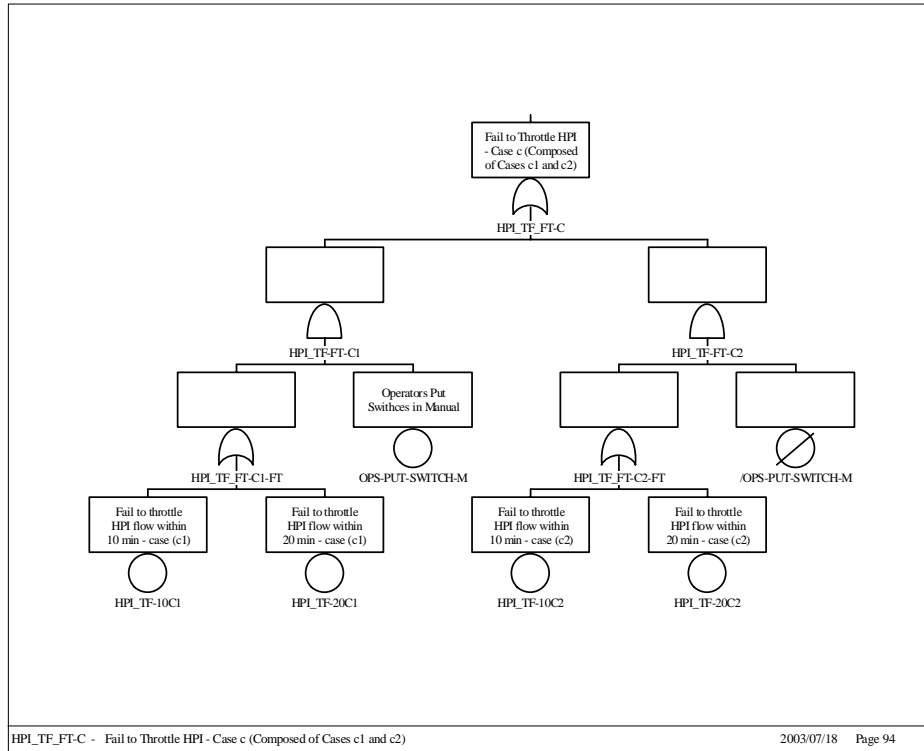 Fail to Throttle HPI
- Case c (Composed
of Cases c1 and c2)
HPI_TF_FT-C
HPI_TF-FT-C1
HPI_TF-FT-C2
Operators Put
Swithces in Manual
HPI_TF_FT-C1-FT
OPS-PUT-SWITCH-M
HPI_TF_FT-C2-FT
/OPS-PUT-SWITCH-M
Fail to throttle
HPI flow within
10 min - case (c1)
Fail to throttle
HPI flow within
20 min - case (c1)
Fail to throttle
HPI flow within
10 min - case (c2)
Fail to throttle
HPI flow within
20 min - case (c2)
HPI_TF-10C1
HPI_TF-20C1
HPI_TF-10C2
HPI_TF-20C2
HPI_TF_FT-C - Fail to Throttle HPI - Case c (Composed of Cases c1 and c2) 2003/07/18 Page 94